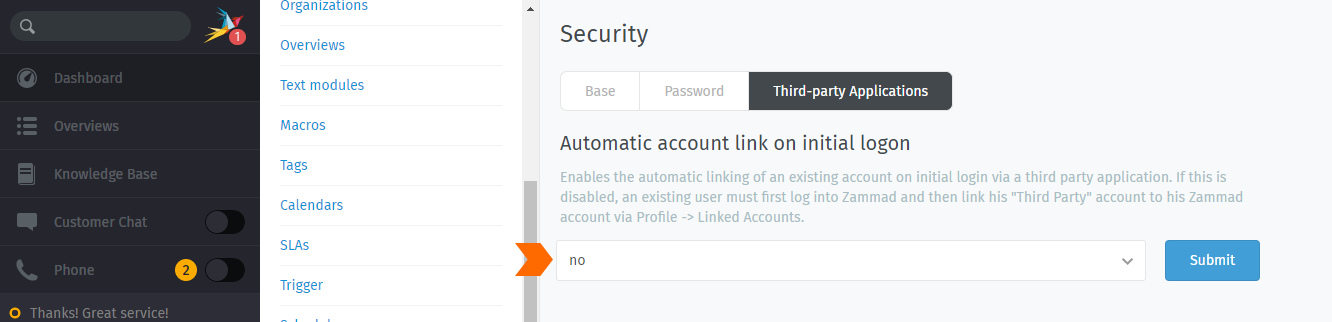 1
Dashboard
Overviews
Knowledge Base
Customer Chat
Phone 2
Thanks! Great service!
Organizations
Overviews
Text modules
Macros
Tags
Calendars
SLAs
Trigger
Security
Base Password Third-party Applications
Automatic account link on initial logon
Enables the automatic linking of an existing account on initial login via a third party application. If this is
disabled, an existing user must first log into Zammad and then link his "Third Party" account to his Zammad
account via Profile -> Linked Accounts.
no
Submit